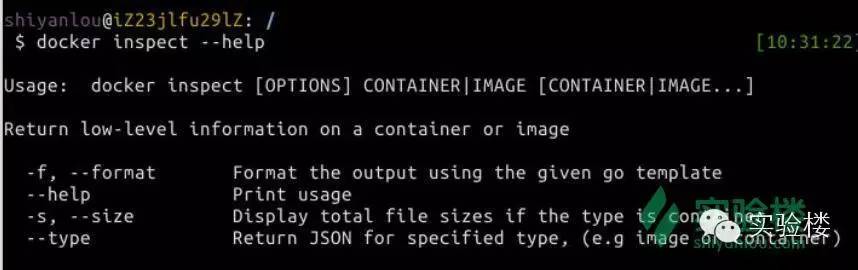 shiyanlou@iZ23jlfu29lZ: /
$ docker inspect --help [10:31:22]
Usage: docker inspect [OPTIONS] CONTAINER|IMAGE [CONTAINER|IMAGE...]
Return low-level information on a container or image
-f, --format Format the output using the given go template
--help Print usage
-s, --size Display total file sizes if the type is container
--type Return JSON for specified type, (e.g image or container)
实验楼
shiyanlou.com
实验楼